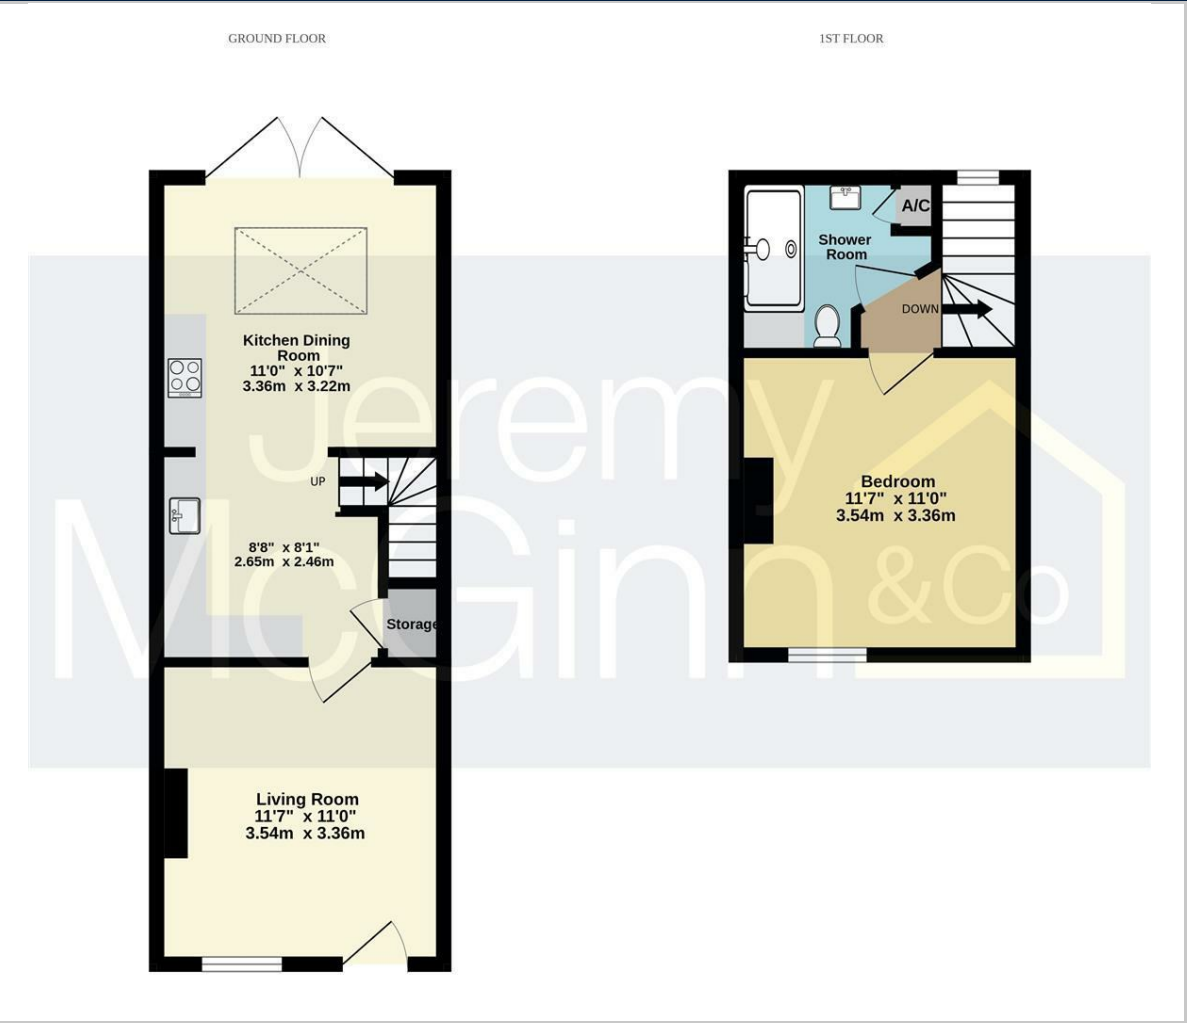 GROUND FLOOR
1ST FLOOR
Kitchen Dining
Room
11'0" x 10'7"
3.36m x 3.22m
UP
8'8" x 8'1"
2.65m x 2.46m
Storage
Living Room
11'7" x 11'0"
3.54m x 3.36m
A/C
Shower
Room
DOWN
Bedroom
11'7" x 11'0"
3.54m x 3.36m
Jeremy
McGinn &Co